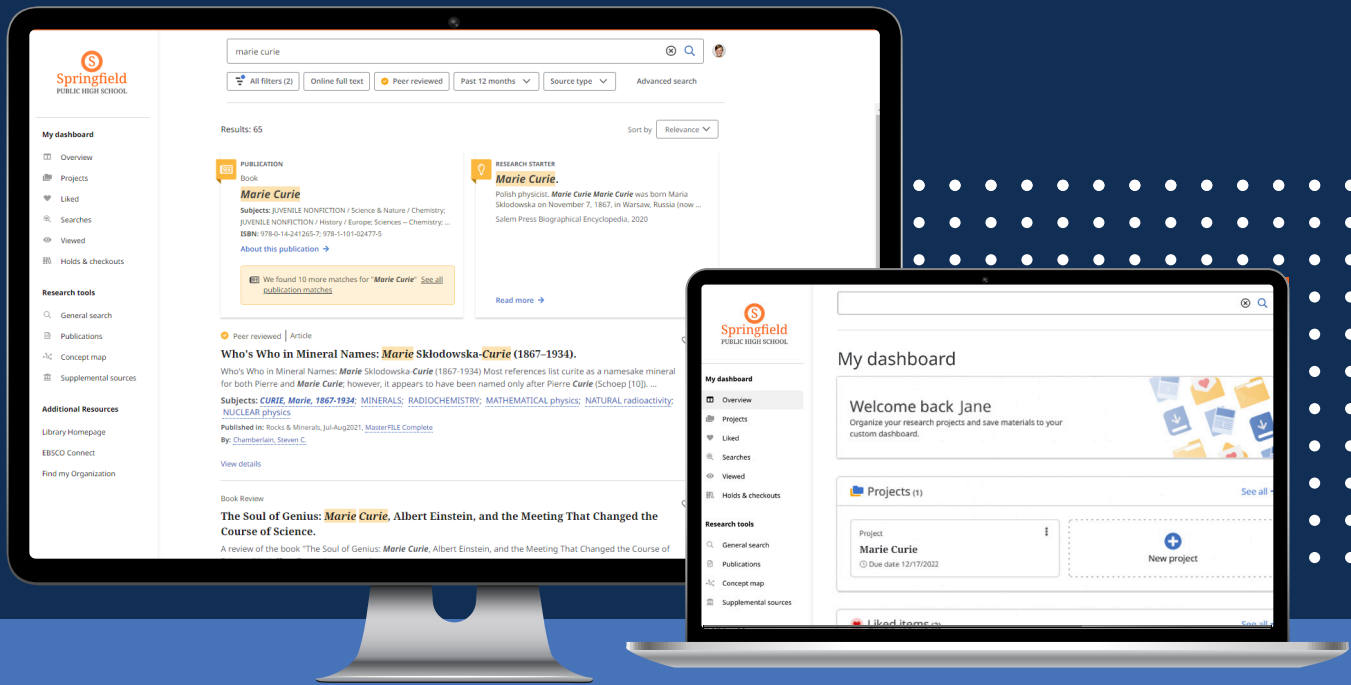 S
Springfield
PUBLIC HIGH SCHOOL
My dashboard
Overview
Projects
Liked
Searches
Viewed
Holds & checkouts
Research tools
General search
Publications
Concept map
Supplemental sources
Additional Resources
Library Homepage
EBSCO Connect
Find my Organization
marie curie
All filters (2) Online full text Peer reviewed Past 12 months Source type Advanced search
Results: 65
Sort by Relevance
PUBLICATION
Book
Marie Curie
Subjects: JUVENILE NONFICTION / Science & Nature / Chemistry;
JUVENILE NONFICTION / History / Europe; Sciences -- Chemistry; ...
ISBN: 978-0-14-241265-7; 978-1-101-02477-5
About this publication →
We found 10 more matches for "Marie Curie" See all
publication matches
RESEARCH STARTER
Marie Curie.
Polish physicist. Marie Curie Marie Curie was born Maria
Sklodowska on November 7, 1867, in Warsaw, Russia (now ...
Salem Press Biographical Encyclopedia, 2020
Read more →
Peer reviewed | Article
Who's Who in Mineral Names: Marie Skłodowska-Curie (1867–1934).
Who's Who in Mineral Names: Marie Sklodowska-Curie (1867-1934) Most references list curite as a namesake mineral
for both Pierre and Marie Curie; however, it appears to have been named only after Pierre Curie (Schoep [10]). ...
Subjects: CURIE, Marie, 1867-1934; MINERALS; RADIOCHEMISTRY; MATHEMATICAL physics; NATURAL radioactivity;
NUCLEAR physics
Published in: Rocks & Minerals, Jul-Aug2021, MasterFILE Complete
By: Chamberlain, Steven C.
View details
Book Review
The Soul of Genius: Marie Curie, Albert Einstein, and the Meeting That Changed the
Course of Science.
A review of the book "The Soul of Genius: Marie Curie, Albert Einstein, and the Meeting That Changed the Course of
S
Springfield
PUBLIC HIGH SCHOOL
My dashboard
Overview
Projects
Liked
Searches
Viewed
Holds & checkouts
Research tools
General search
Publications
Concept map
Supplemental sources
My dashboard
Welcome back Jane
Organize your research projects and save materials to your
custom dashboard.
Projects (1)
See all
Project
Marie Curie
Due date 12/17/2022
New project
Liked items
See all